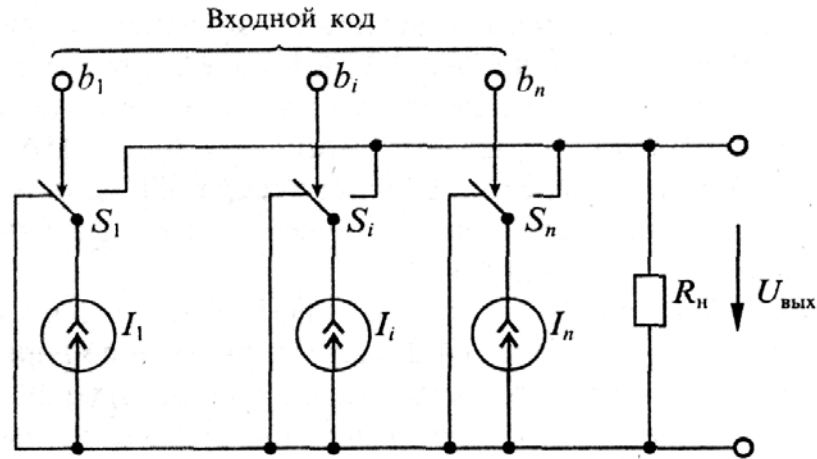 Входной код
b₁ bᵢ bₙ
S₁ Sᵢ Sₙ
I₁ Iᵢ Iₙ Rн Uвых